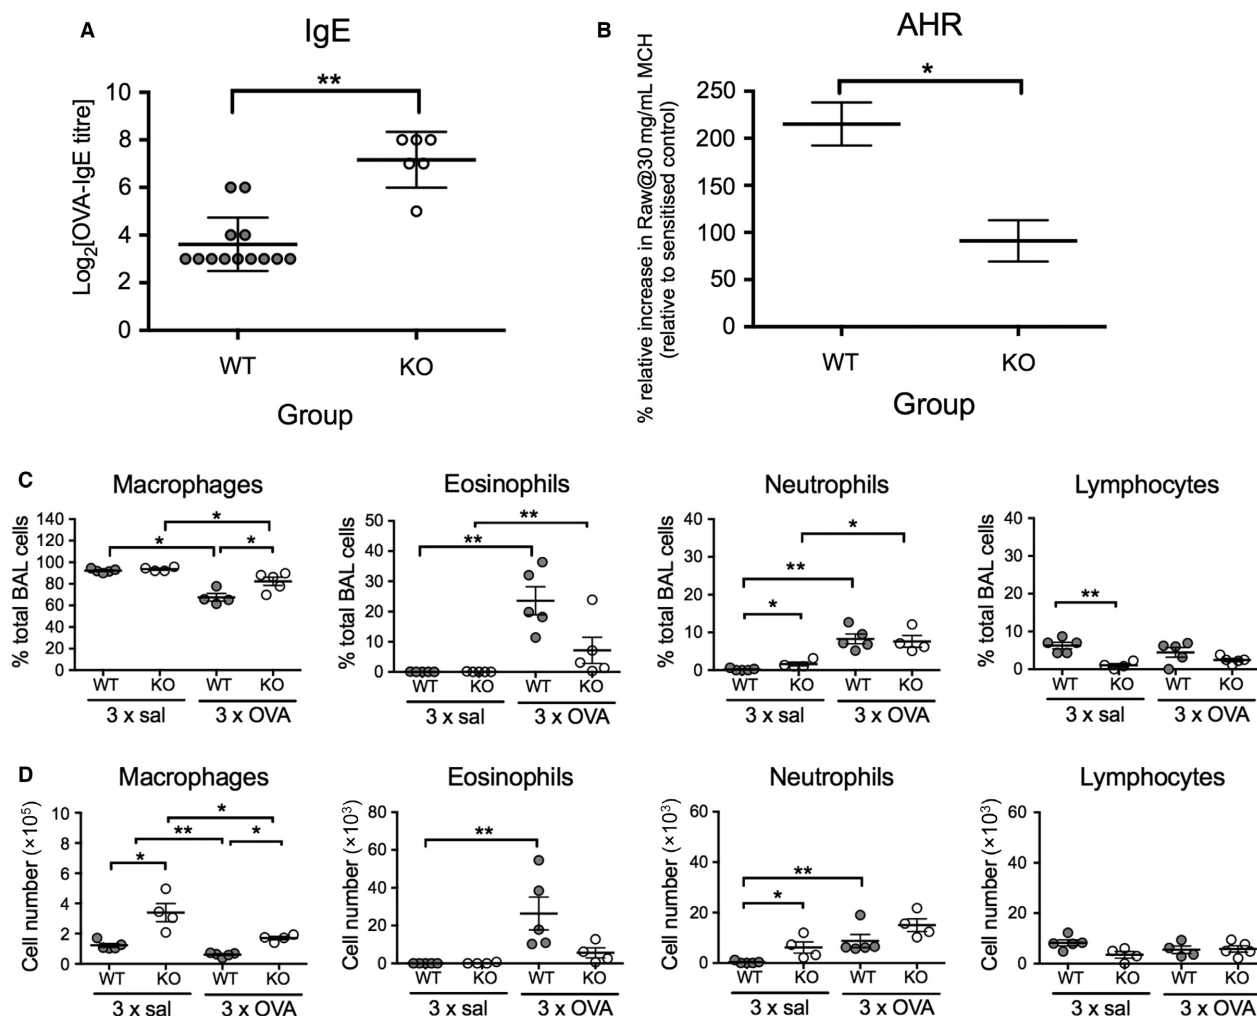 A
IgE
**
Log2[OVA-IgE titre]
10
8
6
4
2
0
WT
KO
Group
B
AHR
*
% relative increase in Raw@30 mg/mL MCH
(relative to sensitised control)
250
200
150
100
50
0
WT
KO
Group
C
Macrophages
% total BAL cells
140
120
100
80
60
40
20
0
*
*
*
WT KO WT KO
3 x sal 3 x OVA
Eosinophils
% total BAL cells
50
40
30
20
10
0
**
**
WT KO WT KO
3 x sal 3 x OVA
Neutrophils
% total BAL cells
40
30
20
10
0
*
**
*
WT KO WT KO
3 x sal 3 x OVA
Lymphocytes
% total BAL cells
40
30
20
10
0
**
WT KO WT KO
3 x sal 3 x OVA
D
Macrophages
Cell number (×10⁵)
10
8
6
4
2
0
*
**
*
*
WT KO WT KO
3 x sal 3 x OVA
Eosinophils
Cell number (×10³)
80
60
40
20
0
**
WT KO WT KO
3 x sal 3 x OVA
Neutrophils
Cell number (×10³)
60
40
20
0
**
*
WT KO WT KO
3 x sal 3 x OVA
Lymphocytes
Cell number (×10³)
60
40
20
0
WT KO WT KO
3 x sal 3 x OVA